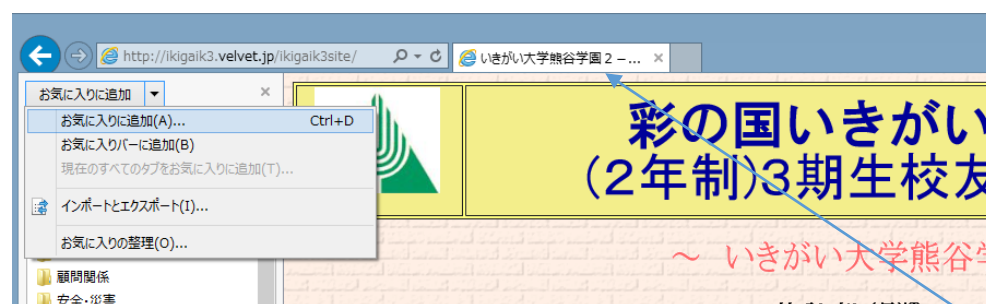 http://ikigaik3.velvet.jp/ikigaik3site/
いきがい大学熊谷学園２－...
お気に入りに追加
お気に入りに追加(A)... Ctrl+D
お気に入りバーに追加(B)
現在のすべてのタブをお気に入りに追加(T)...
インポートとエクスポート(I)...
お気に入りの整理(O)...
顧問関係
安全・災害
彩の国いきがい
(2年制)3期生校友
～ いきがい大学熊谷学